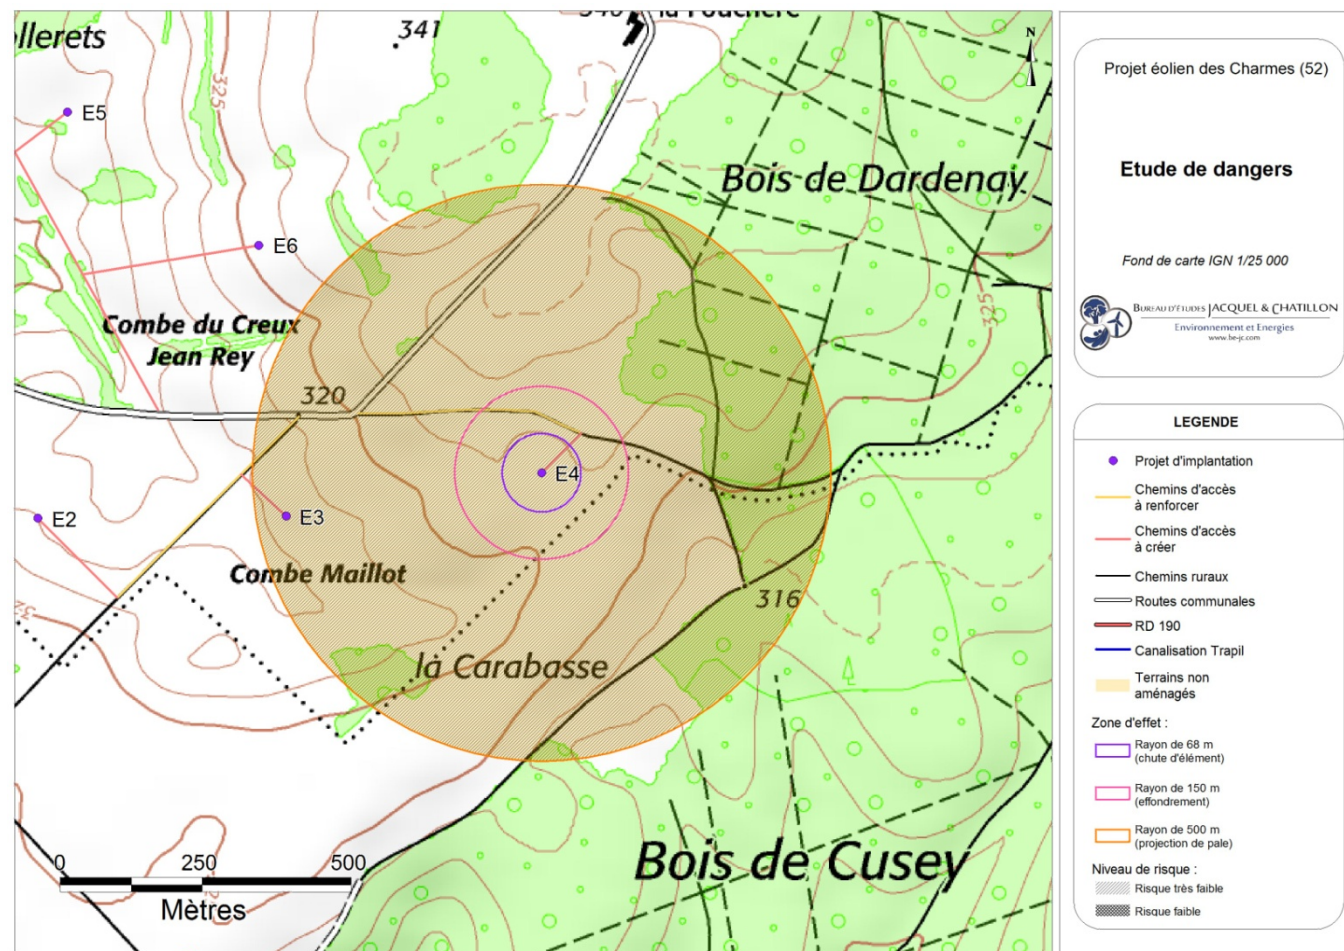 ellerets
341
la Fouchère
325
E5
N
Bois de Dardenay
E6
325
Combe du Creux
Jean Rey
320
E4
E2
E3
Combe Maillot
316
la Carabasse
Bois de Cusey
0 250 500
Mètres
Projet éolien des Charmes (52)
Etude de dangers
Fond de carte IGN 1/25 000
BUREAU D'ÉTUDES JACQUEL & CHATILLON
Environnement et Energies
www.be-jc.com
LEGENDE
Projet d'implantation
Chemins d'accès
à renforcer
Chemins d'accès
à créer
Chemins ruraux
Routes communales
RD 190
Canalisation Trapil
Terrains non
aménagés
Zone d'effet :
Rayon de 68 m
(chute d'élément)
Rayon de 150 m
(effondrement)
Rayon de 500 m
(projection de pale)
Niveau de risque :
Risque très faible
Risque faible